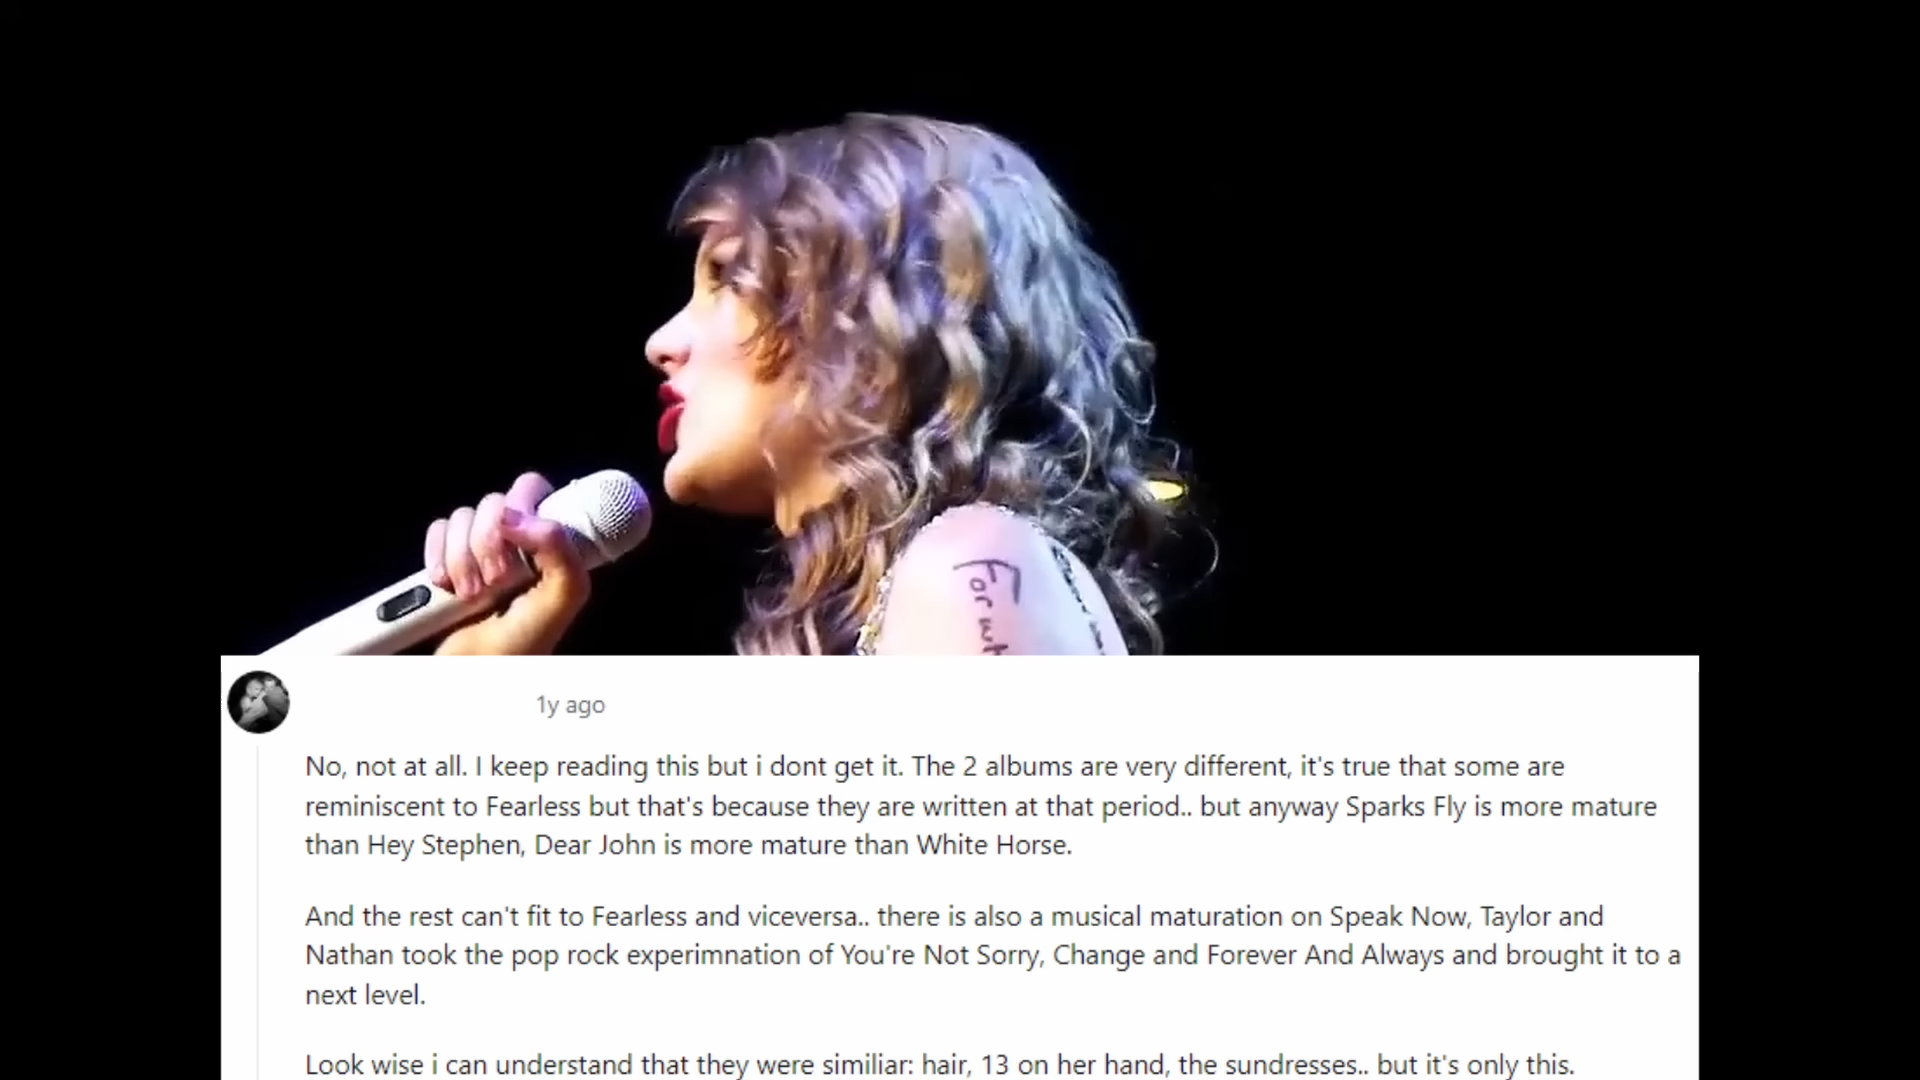 For wh
1y ago
No, not at all. I keep reading this but i dont get it. The 2 albums are very different, it's true that some are
reminiscent to Fearless but that's because they are written at that period.. but anyway Sparks Fly is more mature
than Hey Stephen, Dear John is more mature than White Horse.
And the rest can't fit to Fearless and viceversa.. there is also a musical maturation on Speak Now, Taylor and
Nathan took the pop rock experimnation of You're Not Sorry, Change and Forever And Always and brought it to a
next level.
Look wise i can understand that they were similiar: hair, 13 on her hand, the sundresses.. but it's only this.